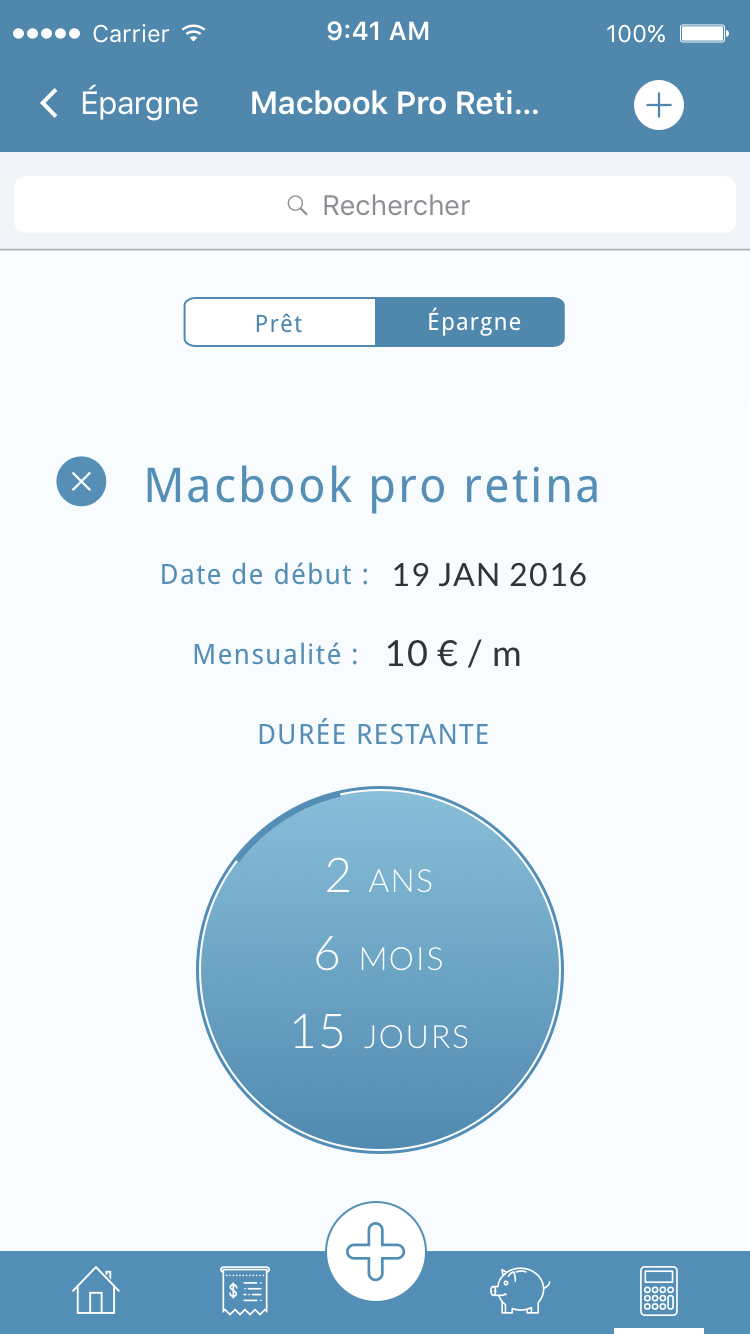 Carrier 9:41 AM 100%
Épargne Macbook Pro Reti...
Rechercher
Prêt Épargne
Macbook pro retina
Date de début : 19 JAN 2016
Mensualité : 10 € / m
DURÉE RESTANTE
2 ANS
6 MOIS
15 JOURS
$